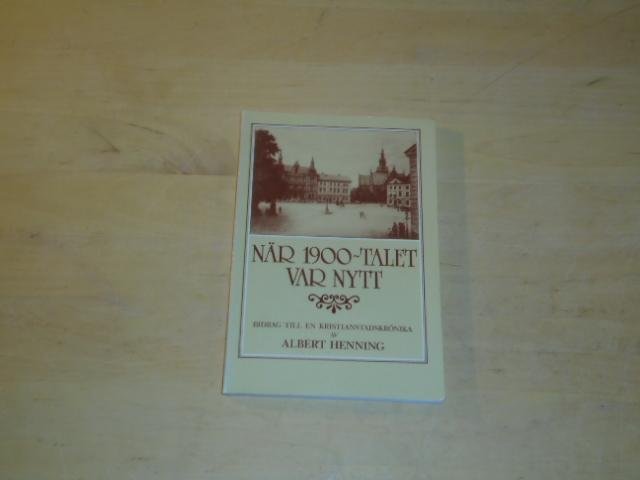 NÄR 1900-TALET
VAR NYTT
BIDRAG TILL EN KRISTIANSTADSKRÖNIKA
AV
ALBERT HENNING